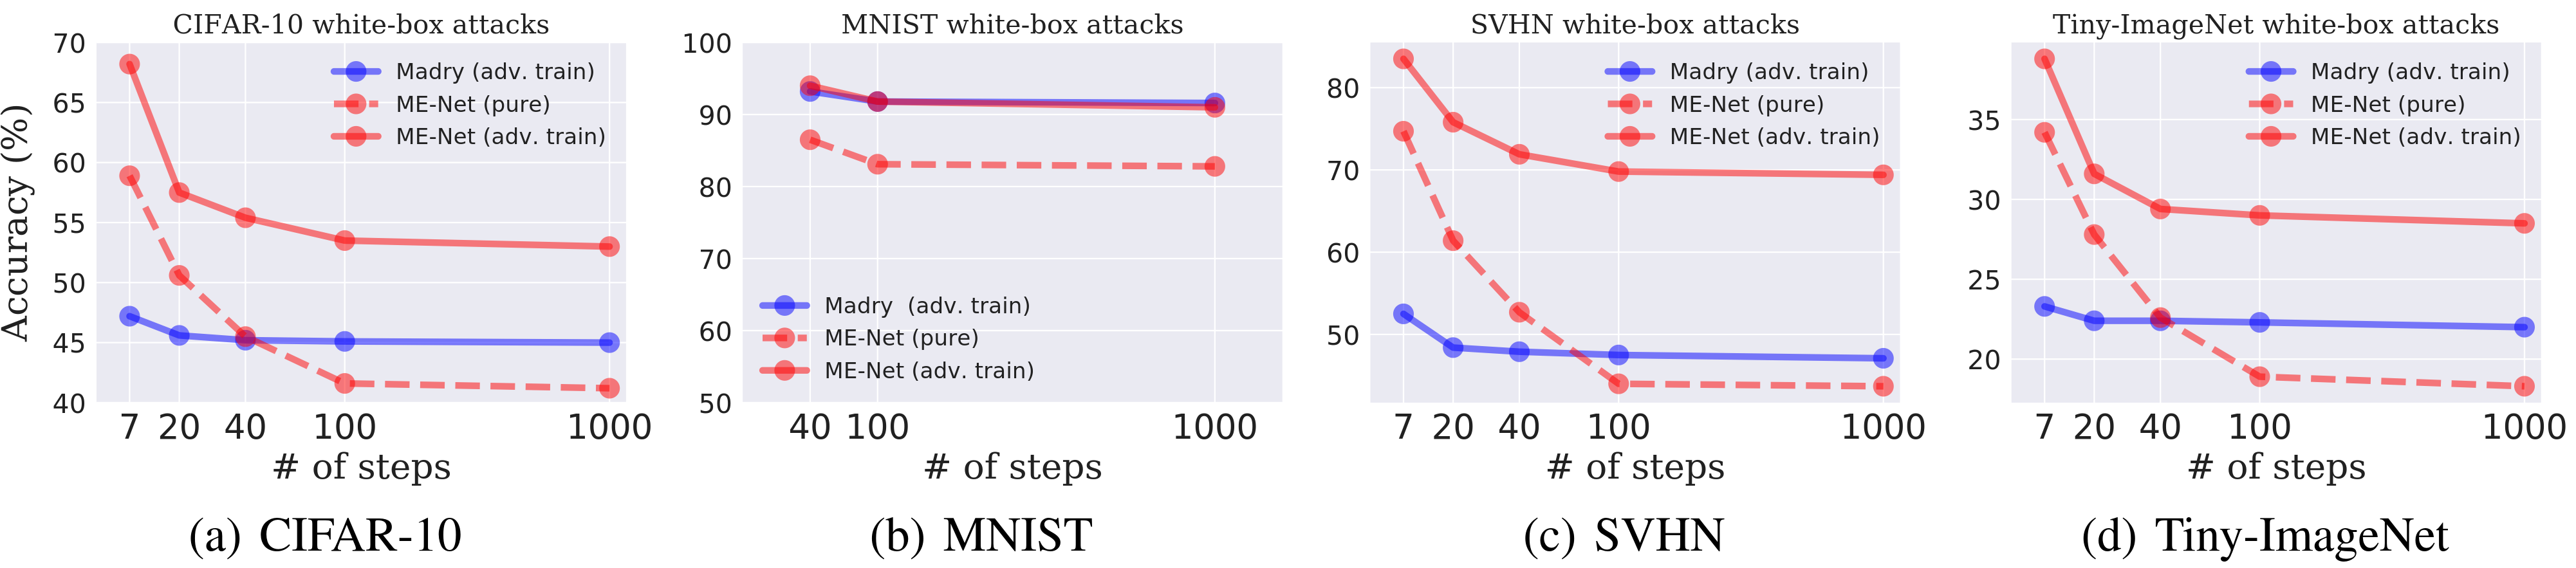 CIFAR-10 white-box attacks
Accuracy (%)
70
65
60
55
50
45
40
Madry (adv. train)
ME-Net (pure)
ME-Net (adv. train)
7 20 40 100 1000
# of steps
(a) CIFAR-10
MNIST white-box attacks
100
90
80
70
60
50
Madry (adv. train)
ME-Net (pure)
ME-Net (adv. train)
40 100 1000
# of steps
(b) MNIST
SVHN white-box attacks
80
70
60
50
Madry (adv. train)
ME-Net (pure)
ME-Net (adv. train)
7 20 40 100 1000
# of steps
(c) SVHN
Tiny-ImageNet white-box attacks
35
30
25
20
Madry (adv. train)
ME-Net (pure)
ME-Net (adv. train)
7 20 40 100 1000
# of steps
(d) Tiny-ImageNet